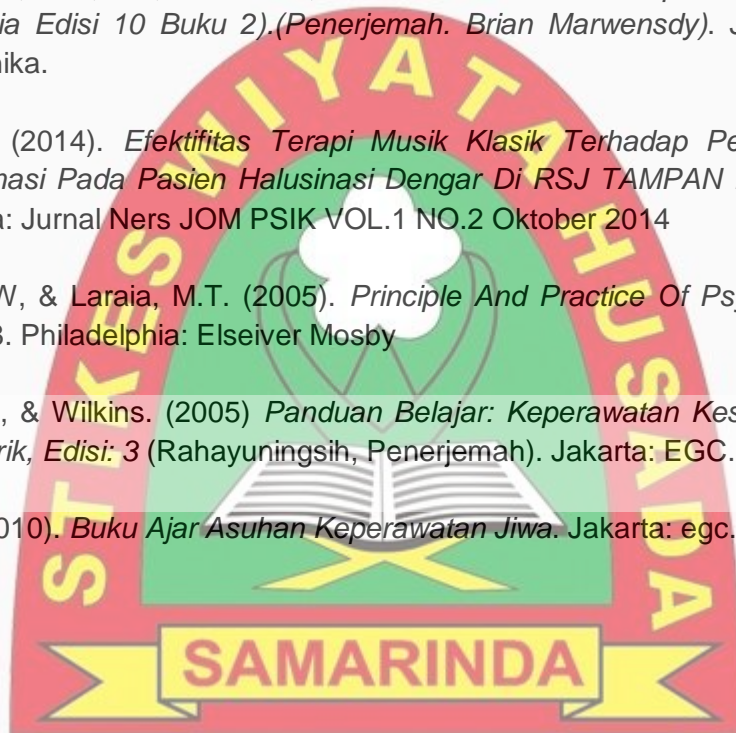 ia Edisi 10 Buku 2).(Penerjemah. Brian Marwensdy). J
ika.
(2014). Efektifitas Terapi Musik Klasik Terhadap Pe
nasi Pada Pasien Halusinasi Dengar Di RSJ TAMPAN
a: Jurnal Ners JOM PSIK VOL.1 NO.2 Oktober 2014
W, & Laraia, M.T. (2005). Principle And Practice Of Psy
3. Philadelphia: Elseiver Mosby
, & Wilkins. (2005) Panduan Belajar: Keperawatan Kes
rik, Edisi: 3 (Rahayuningsih, Penerjemah). Jakarta: EGC.
010). Buku Ajar Asuhan Keperawatan Jiwa. Jakarta: egc.
STIKES WIYATA HUSADA
SAMARINDA